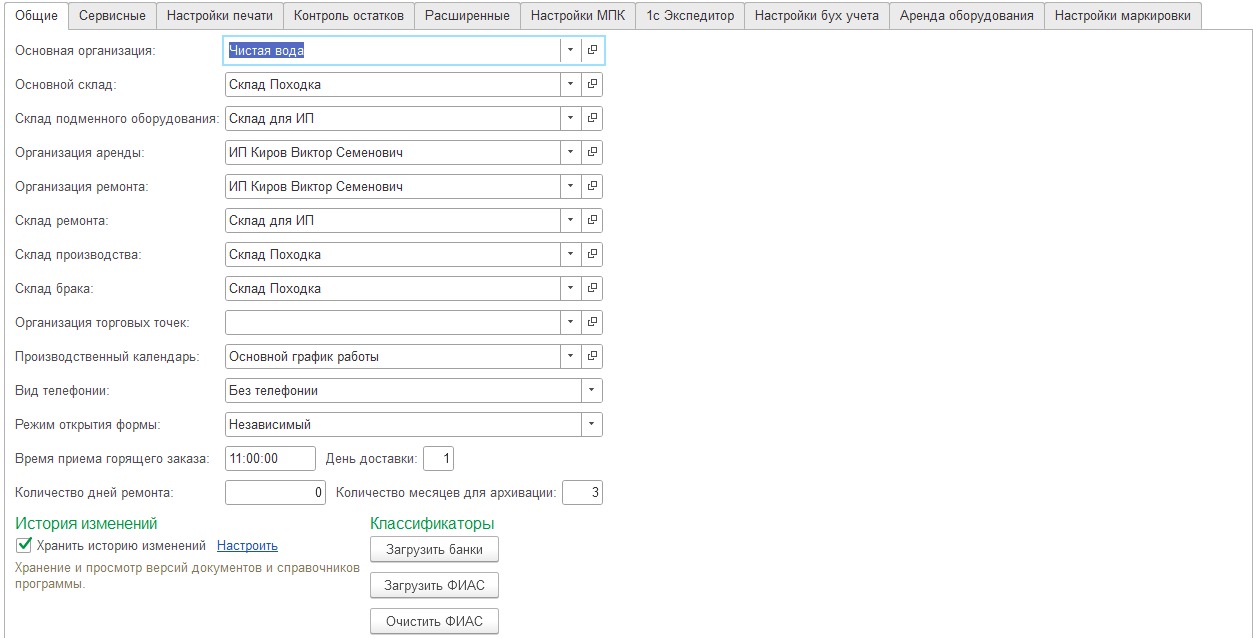 Общие Сервисные Настройки печати Контроль остатков Расширенные Настройки МПК 1с Экспедитор Настройки бух учета Аренда оборудования Настройки маркировки
Основная организация: Чистая вода
Основной склад: Склад Походка
Склад подменного оборудования: Склад для ИП
Организация аренды: ИП Киров Виктор Семенович
Организация ремонта: ИП Киров Виктор Семенович
Склад ремонта: Склад для ИП
Склад производства: Склад Походка
Склад брака: Склад Походка
Организация торговых точек:
Производственный календарь: Основной график работы
Вид телефонии: Без телефонии
Режим открытия формы: Независимый
Время приема горящего заказа: 11:00:00 День доставки: 1
Количество дней ремонта: 0 Количество месяцев для архивации: 3
История изменений Классификаторы
Хранить историю изменений Настроить Загрузить банки
Хранение и просмотр версий документов и справочников
программы. Загрузить ФИАС
Очистить ФИАС